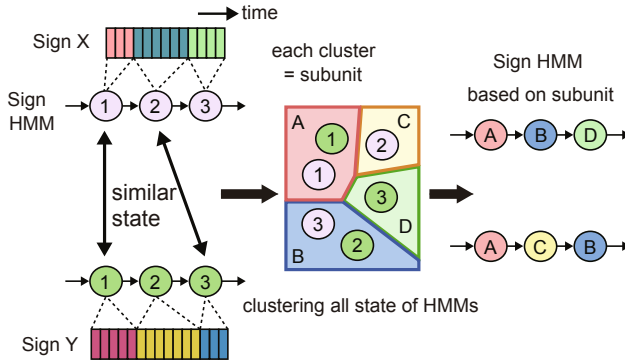 time
Sign X
Sign
HMM
1
2
3
similar
state
1
2
3
Sign Y
each cluster
= subunit
A
1
1
C
2
3
D
3
2
B
clustering all state of HMMs
Sign HMM
based on subunit
A
B
D
A
C
B